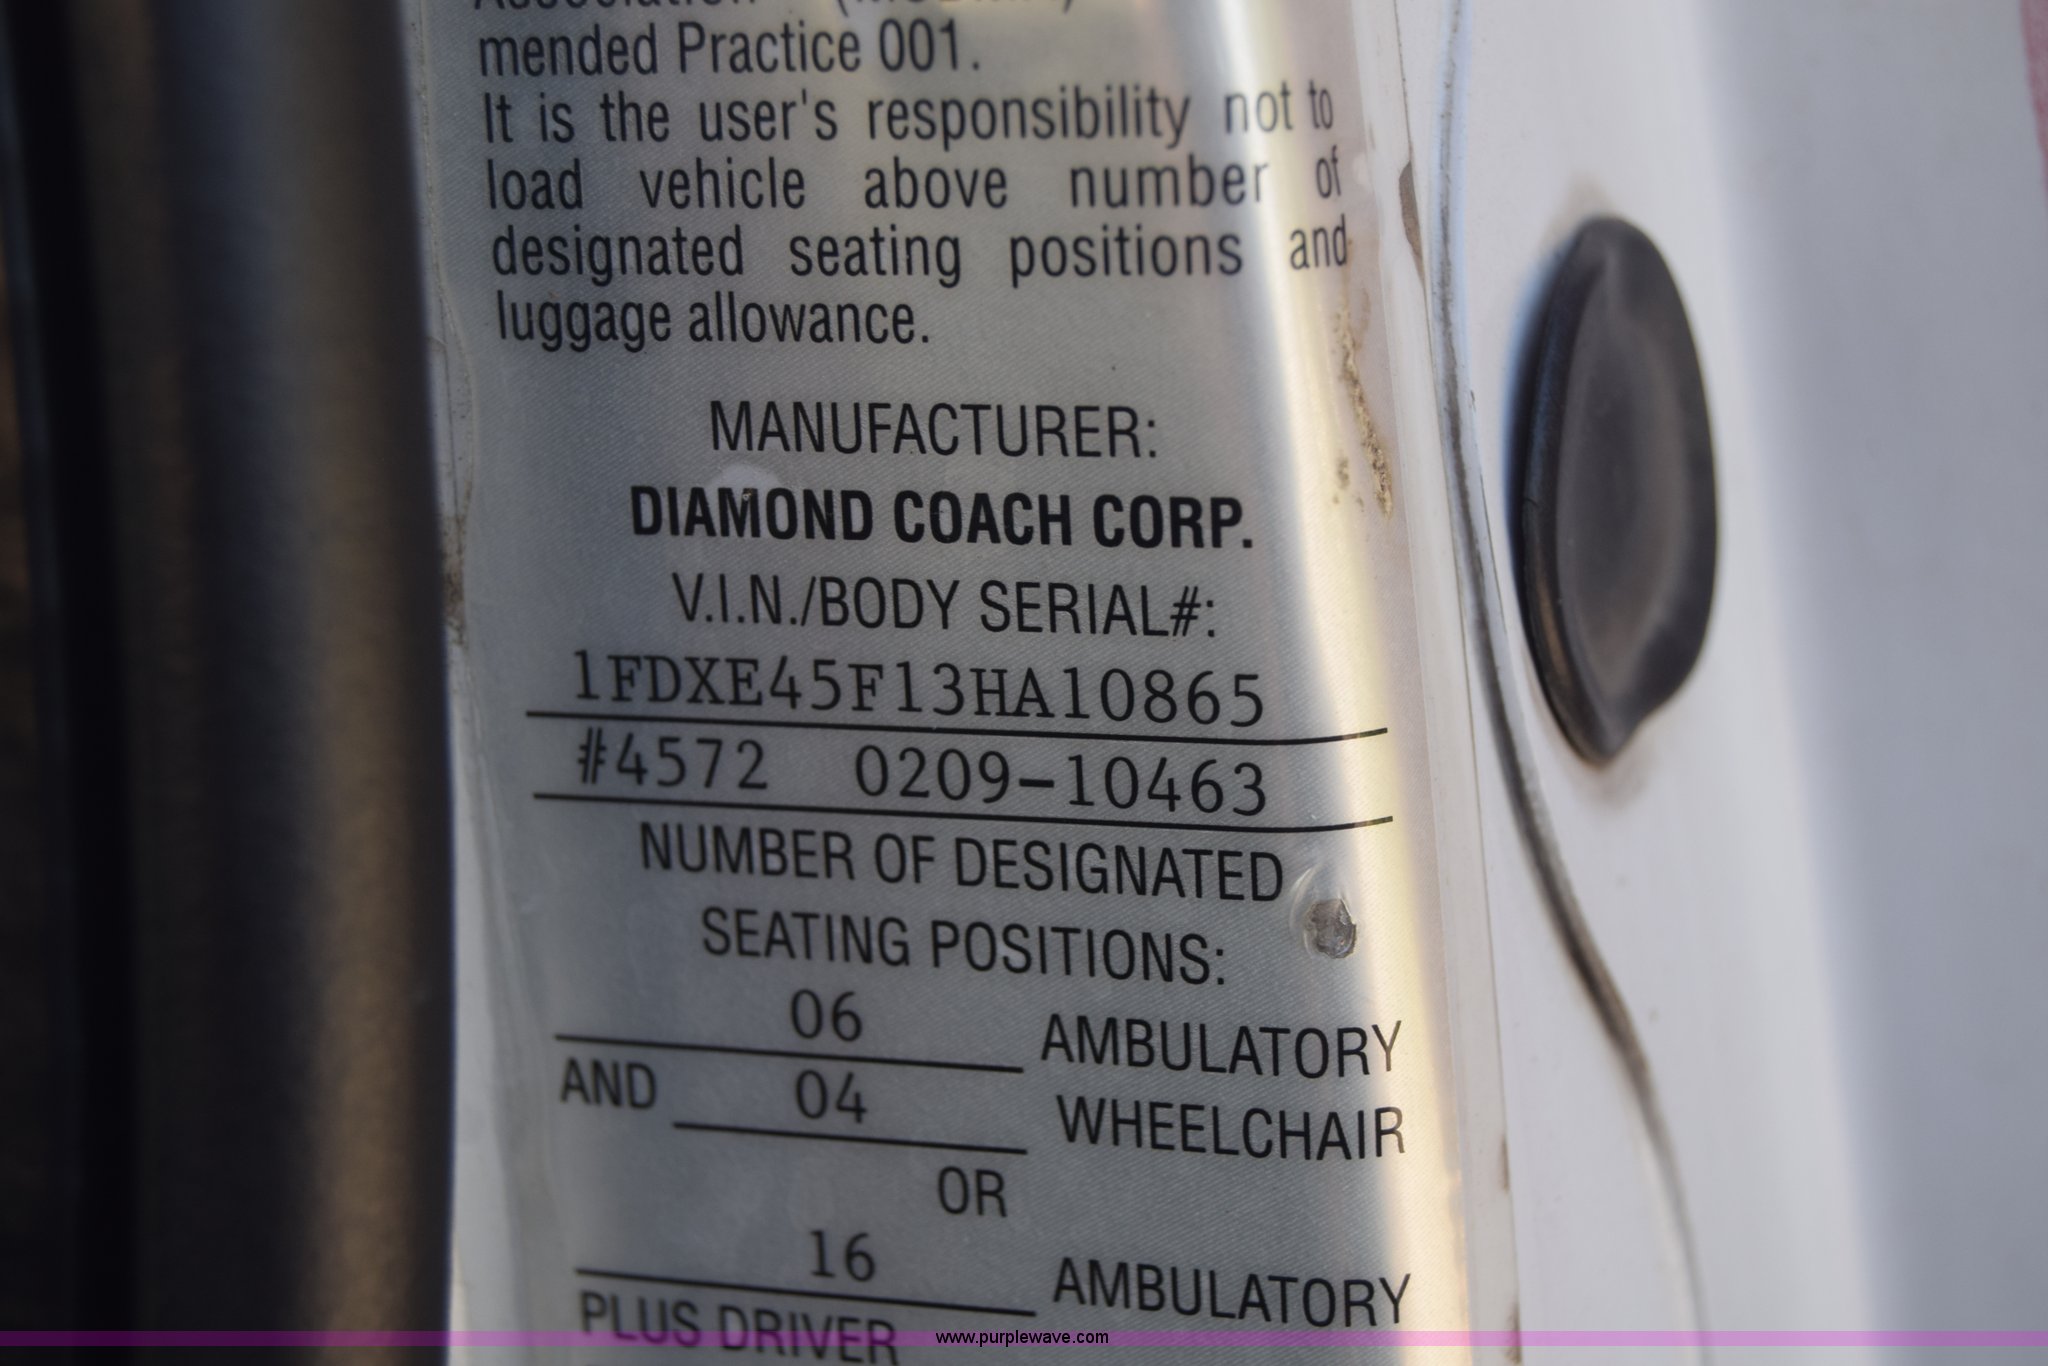 mended Practice 001.
It is the user's responsibility not to
load vehicle above number of
designated seating positions and
luggage allowance.
MANUFACTURER:
DIAMOND COACH CORP.
V.I.N./BODY SERIAL#:
1FDXE45F13HA10865
#4572 0209-10463
NUMBER OF DESIGNATED
SEATING POSITIONS:
06 AMBULATORY
AND 04 WHEELCHAIR
OR
16 AMBULATORY
PLUS DRIVER
www.purplewave.com